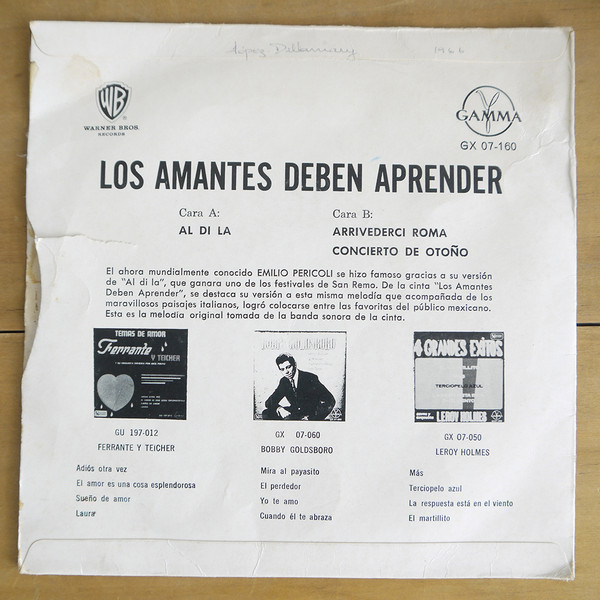 López
1966
WB
WARNER BROS.
RECORDS
GAMMA
GX 07-160
LOS AMANTES DEBEN APRENDER
Cara A:
AL DI LA
Cara B:
ARRIVEDERCI ROMA
CONCIERTO DE OTOÑO
El ahora mundialmente conocido EMILIO PERICOLI se hizo famoso gracias a su versión
de "Al di la", que ganara uno de los festivales de San Remo. De la cinta "Los Amantes
Deben Aprender", se destaca su versión a esta misma melodía que acompañada de los
maravillosos paisajes italianos, logró colocarse entre las favoritas del público mexicano.
Esta es la melodía original tomada de la banda sonora de la cinta.
TEMAS DE AMOR
Ferrante
Y TEICHER
GU 197-012
FERRANTE Y TEICHER
Adiós otra vez
El amor es una cosa esplendorosa
Sueño de amor
Laura
BOBBY GOLDSBORO
GX 07-060
BOBBY GOLDSBORO
Mira al payasito
El perdedor
Yo te amo
Cuando él te abraza
4 GRANDES EXITOS
TERCIOPELO AZUL
LEROY HOLMES
GX 07-050
LEROY HOLMES
Más
Terciopelo azul
La respuesta está en el viento
El martillito